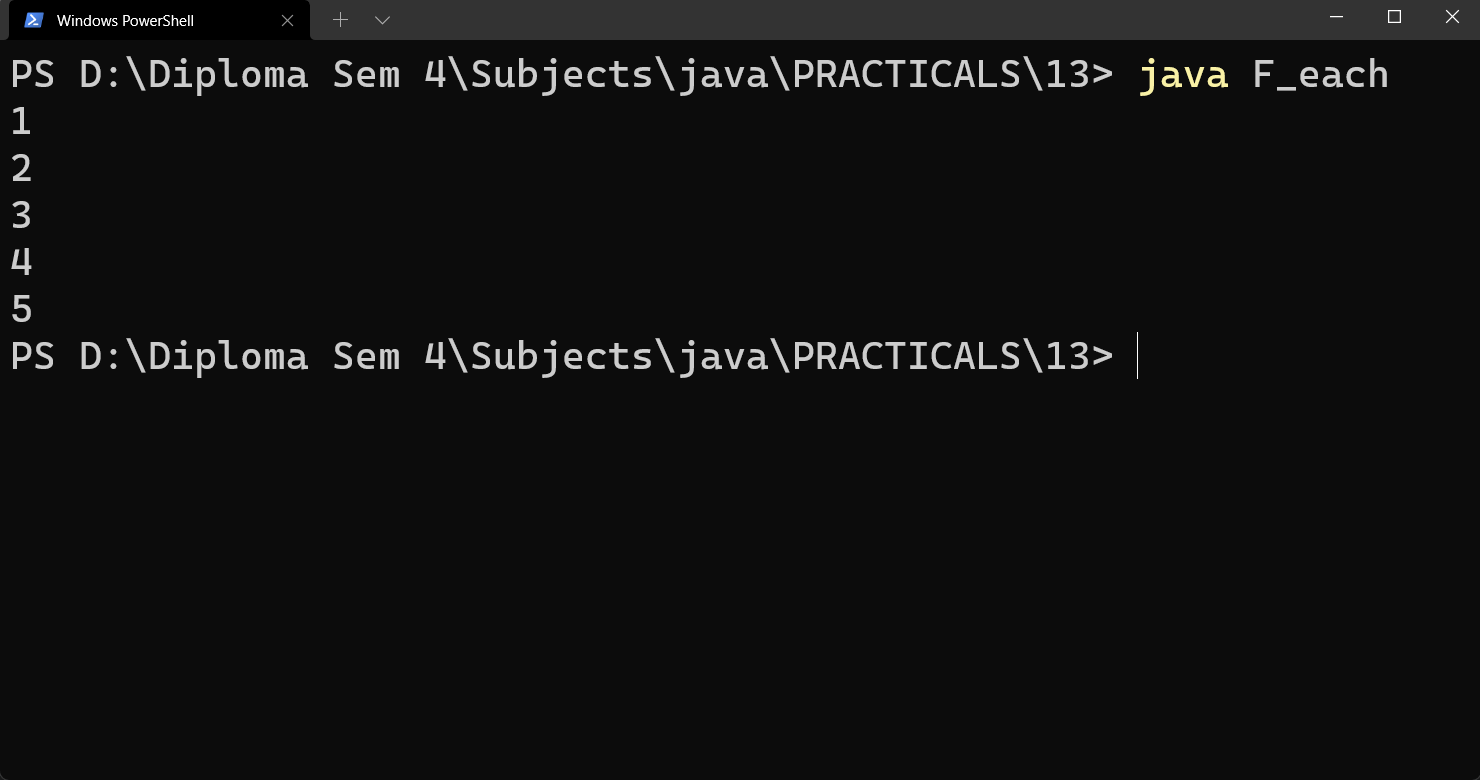 Windows PowerShell
PS D:\Diploma Sem 4\Subjects\java\PRACTICALS\13> java F_each
1
2
3
4
5
PS D:\Diploma Sem 4\Subjects\java\PRACTICALS\13>